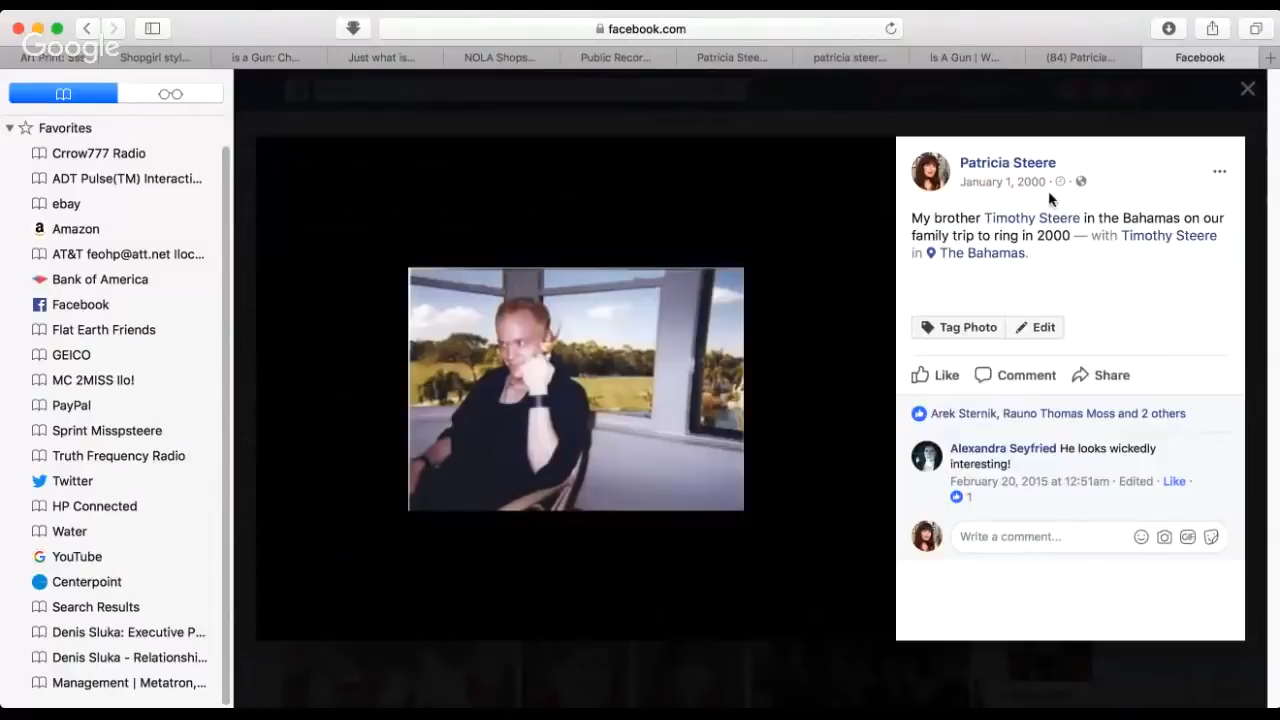 facebook.com
Google
Art Print: Sse
Shopgirl styl...
is a Gun: Ch...
Just what is...
NOLA Shops...
Public Recor...
Patricia Stee...
patricia steer...
Is A Gun | W...
(84) Patricia...
Facebook
Favorites
Crrow777 Radio
ADT Pulse(TM) Interacti...
ebay
Amazon
AT&T feohp@att.net lloc...
Bank of America
Facebook
Flat Earth Friends
GEICO
MC 2MISS llo!
PayPal
Sprint Misspsteere
Truth Frequency Radio
Twitter
HP Connected
Water
YouTube
Centerpoint
Search Results
Denis Sluka: Executive P...
Denis Sluka - Relationshi...
Management | Metatron,...
Patricia Steere
January 1, 2000
My brother Timothy Steere in the Bahamas on our
family trip to ring in 2000 — with Timothy Steere
in The Bahamas.
Tag Photo Edit
Like Comment Share
Arek Sternik, Rauno Thomas Moss and 2 others
Alexandra Seyfried He looks wickedly
interesting!
February 20, 2015 at 12:51am · Edited · Like ·
1
Write a comment...
GIF